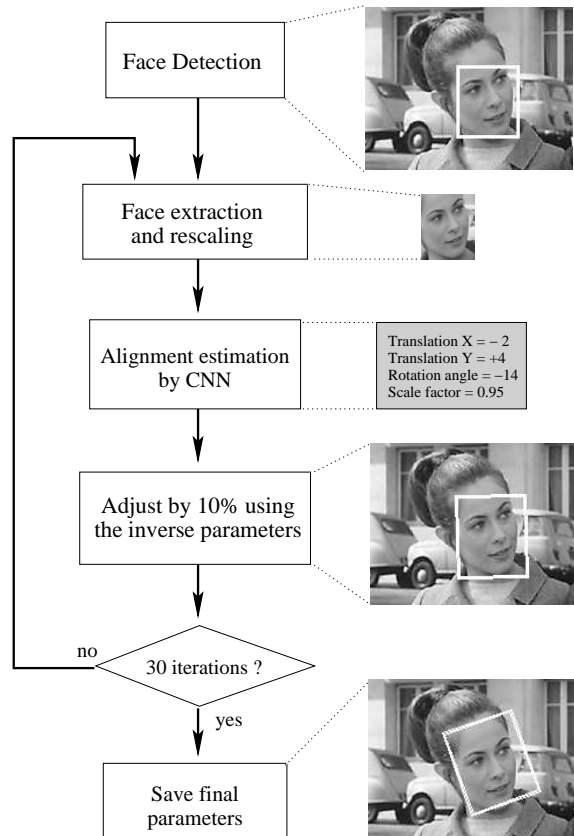 Face Detection
Face extraction
and rescaling
Alignment estimation
by CNN
Translation X = − 2
Translation Y = +4
Rotation angle = −14
Scale factor = 0.95
Adjust by 10% using
the inverse parameters
no
30 iterations ?
yes
Save final
parameters